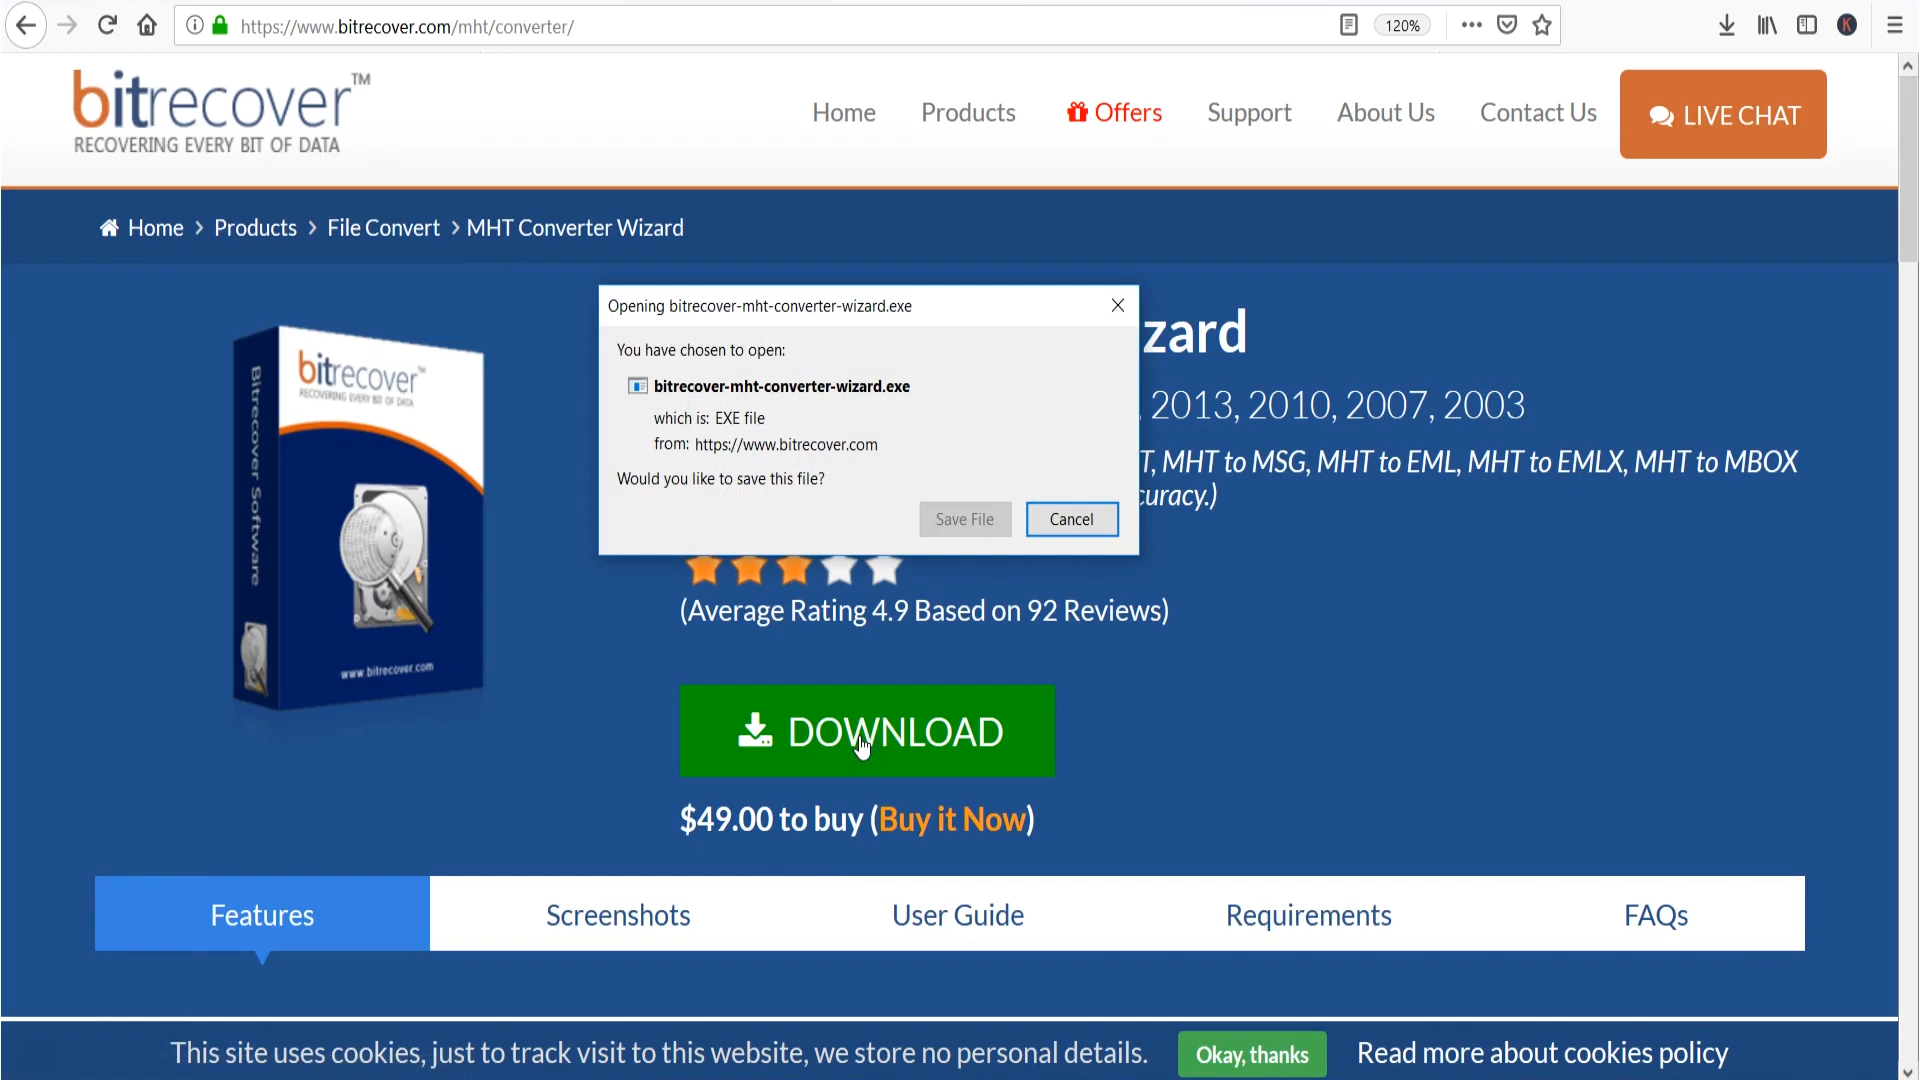 https://www.bitrecover.com/mht/converter/
120%
K
bitrecover™
RECOVERING EVERY BIT OF DATA
Home
Products
Offers
Support
About Us
Contact Us
LIVE CHAT
Home > Products > File Convert > MHT Converter Wizard
Opening bitrecover-mht-converter-wizard.exe
You have chosen to open:
bitrecover-mht-converter-wizard.exe
which is: EXE file
from: https://www.bitrecover.com
Would you like to save this file?
Save File
Cancel
zard
, 2013, 2010, 2007, 2003
T, MHT to MSG, MHT to EML, MHT to EMLX, MHT to MBOX
curacy.)
bitrecover™
RECOVERING EVERY BIT OF DATA
Bitrecover Software
www.bitrecover.com
(Average Rating 4.9 Based on 92 Reviews)
DOWNLOAD
$49.00 to buy (Buy it Now)
Features
Screenshots
User Guide
Requirements
FAQs
This site uses cookies, just to track visit to this website, we store no personal details.
Okay, thanks
Read more about cookies policy